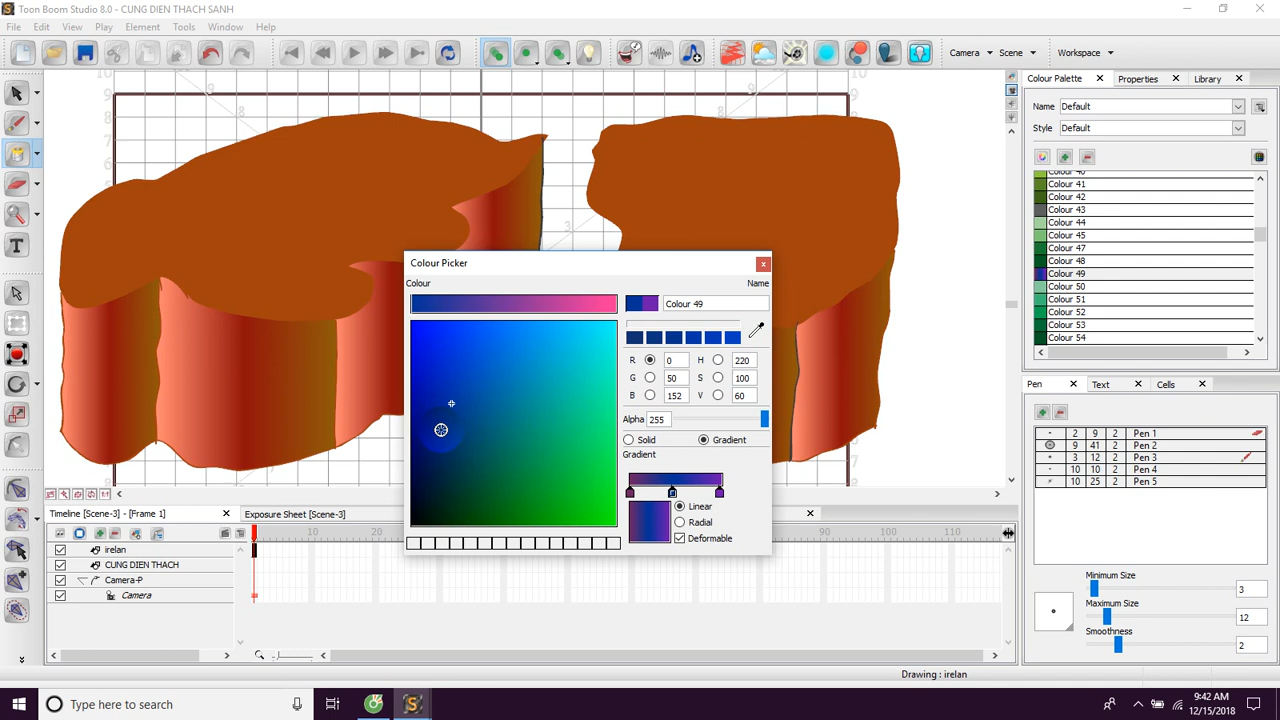 Toon Boom Studio 8.0 - CUNG DIEN THACH SANH
File Edit View Play Element Tools Window Help
Camera Scene Workspace
Colour Palette Properties Library
Name Default
Style Default
Colour 41
Colour 42
Colour 43
Colour 44
Colour 45
Colour 47
Colour 48
Colour 49
Colour 50
Colour 51
Colour 52
Colour 53
Colour 54
Colour Picker
Colour Name
Colour 49
R 0 H 220
G 50 S 100
B 152 V 60
Alpha 255
Solid Gradient
Gradient
Linear
Radial
Deformable
Pen Text Cells
2 9 2 Pen 1
9 41 2 Pen 2
3 12 2 Pen 3
10 10 2 Pen 4
10 25 2 Pen 5
Minimum Size
3
Maximum Size
12
Smoothness
2
Timeline [Scene-3] - [Frame 1] Exposure Sheet [Scene-3]
10 20 80 90 100 110
irelan
CUNG DIEN THACH
Camera-P
Camera
Drawing : irelan
Type here to search
9:42 AM
12/15/2018